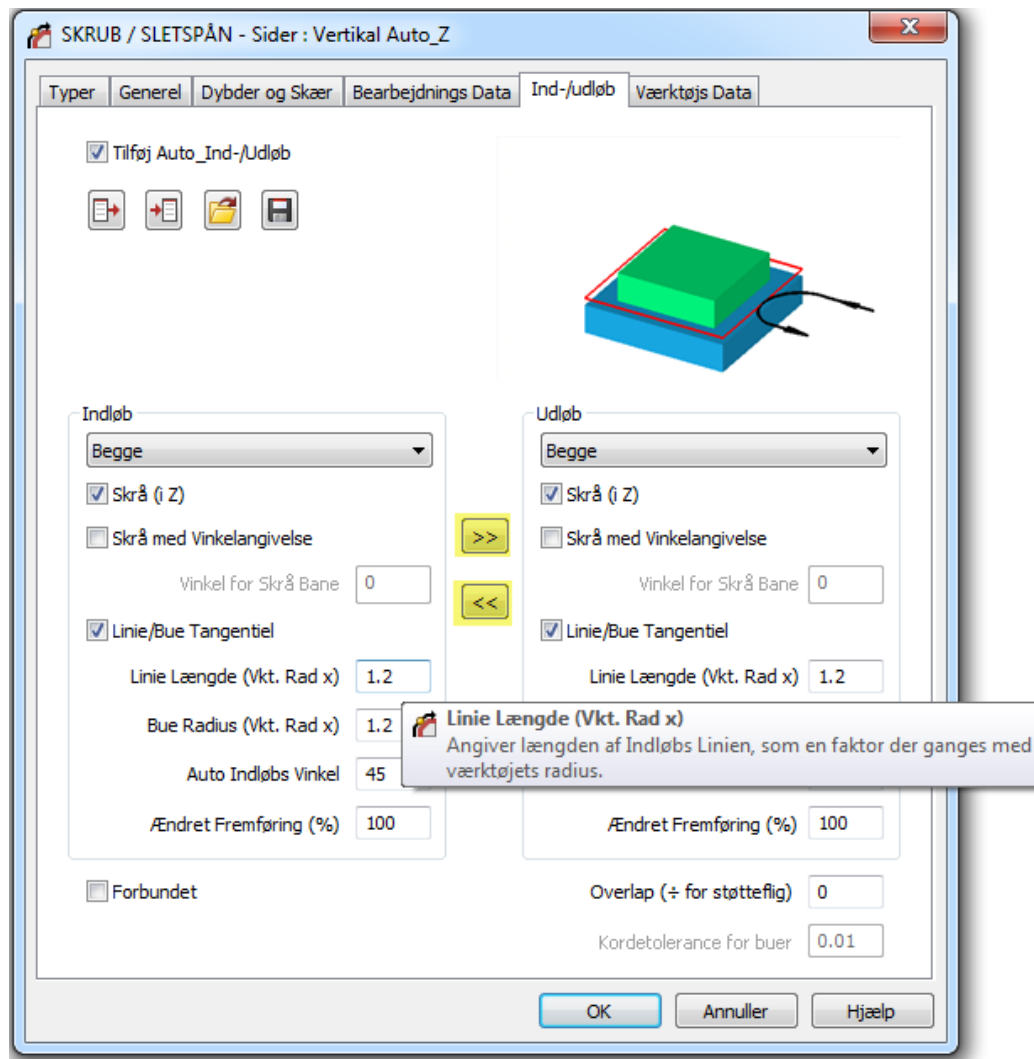 SKRUB / SLETSPÅN - Sider : Vertikal Auto_Z
Typer
Generel
Dybder og Skær
Bearbejdnings Data
Ind-/udløb
Værktøjs Data
Tilføj Auto_Ind-/Udløb
Indløb
Begge
Skrå (i Z)
Skrå med Vinkelangivelse
Vinkel for Skrå Bane 0
Linie/Bue Tangentiel
Linie Længde (Vkt. Rad x) 1.2
Bue Radius (Vkt. Rad x) 1.2
Auto Indløbs Vinkel 45
Ændret Fremføring (%) 100
>>
<<
Udløb
Begge
Skrå (i Z)
Skrå med Vinkelangivelse
Vinkel for Skrå Bane 0
Linie/Bue Tangentiel
Linie Længde (Vkt. Rad x) 1.2
Linie Længde (Vkt. Rad x)
Angiver længden af Indløbs Linien, som en faktor der ganges med
værktøjets radius.
Ændret Fremføring (%) 100
Forbundet
Overlap (÷ for støtteflig) 0
Kordetolerance for buer 0.01
OK
Annuller
Hjælp